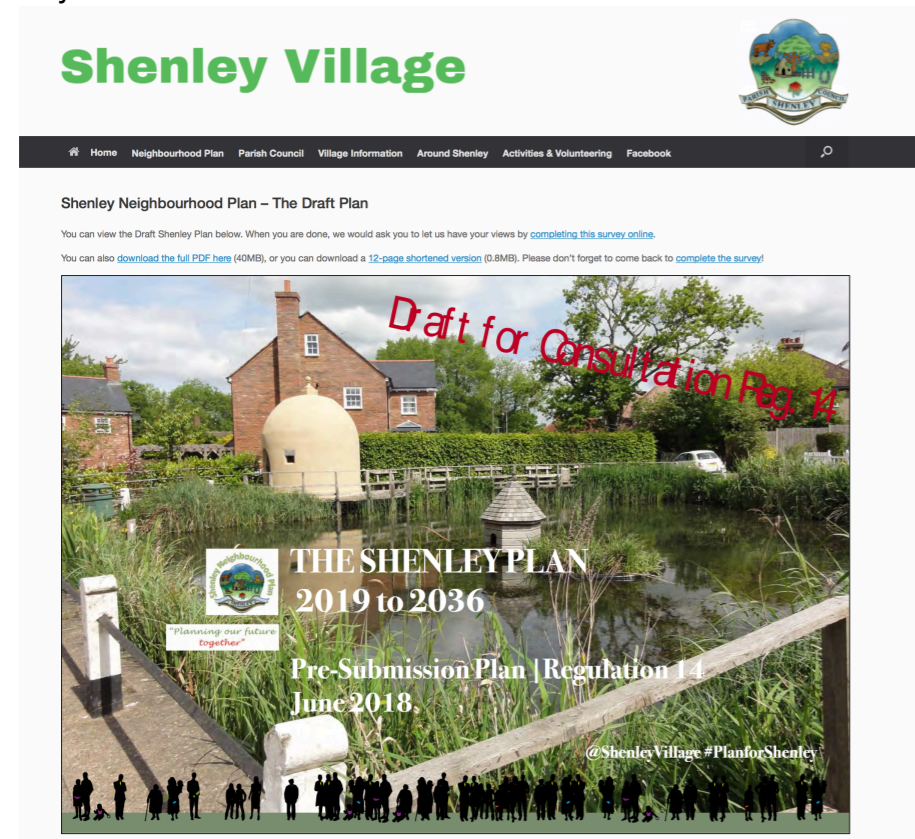 Shenley Village
PARISH COUNCIL
SHENLEY
Home Neighbourhood Plan Parish Council Village Information Around Shenley Activities & Volunteering Facebook
Shenley Neighbourhood Plan – The Draft Plan
You can view the Draft Shenley Plan below. When you are done, we would ask you to let us have your views by completing this survey online.
You can also download the full PDF here (40MB), or you can download a 12-page shortened version (0.8MB). Please don't forget to come back to complete the survey!
Draft for Consultation Reg. 14
Shenley Neighbourhood Plan
THE SHENLEY PLAN
2019 to 2036
"Planning our future
together"
Pre-Submission Plan | Regulation 14
June 2018
@ShenleyVillage #PlanforShenley